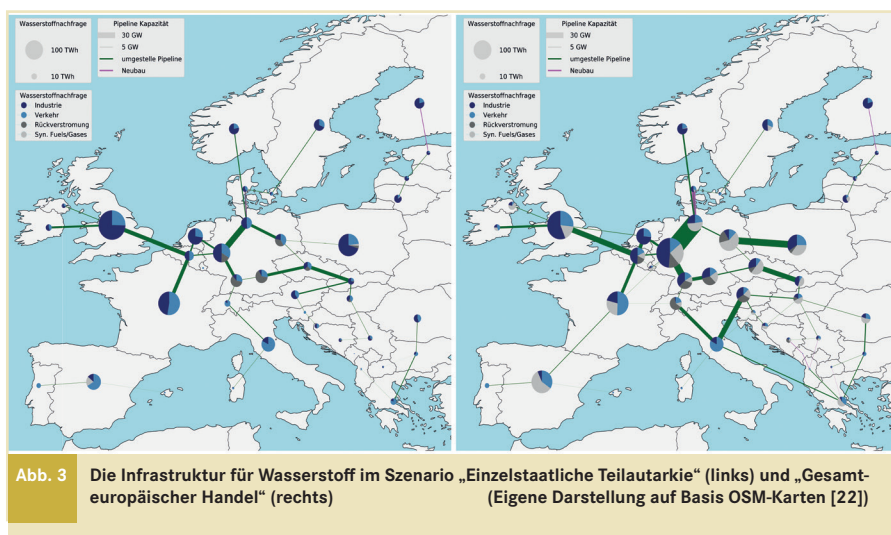 Wasserstoffnachfrage
100 TWh
10 TWh
Pipeline Kapazität
30 GW
5 GW
umgestelle Pipeline
Neubau
Wasserstoffnachfrage
Industrie
Verkehr
Rückverstromung
Syn. Fuels/Gases
Wasserstoffnachfrage
100 TWh
10 TWh
Pipeline Kapazität
30 GW
5 GW
umgestelle Pipeline
Neubau
Wasserstoffnachfrage
Industrie
Verkehr
Rückverstromung
Syn. Fuels/Gases
Abb. 3 Die Infrastruktur für Wasserstoff im Szenario „Einzelstaatliche Teilautarkie“ (links) und „Gesamt-
europäischer Handel“ (rechts) (Eigene Darstellung auf Basis OSM-Karten [22])